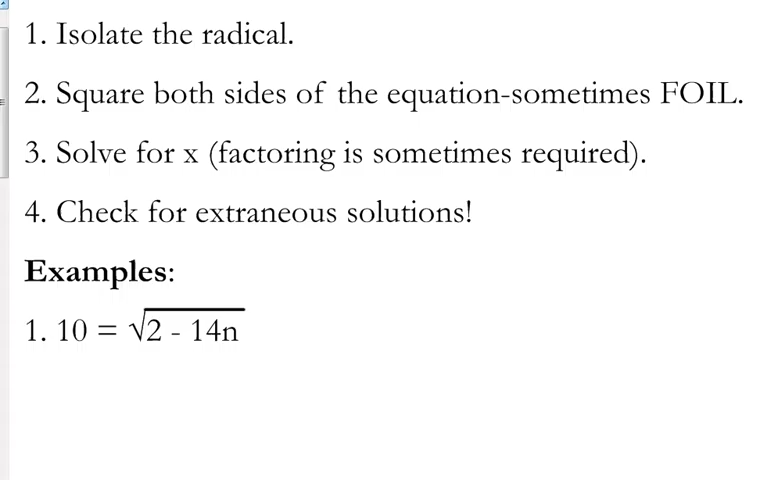 1. Isolate the radical.
2. Square both sides of the equation-sometimes FOIL.
3. Solve for x (factoring is sometimes required).
4. Check for extraneous solutions!
Examples:
1. 10 = √2 - 14n